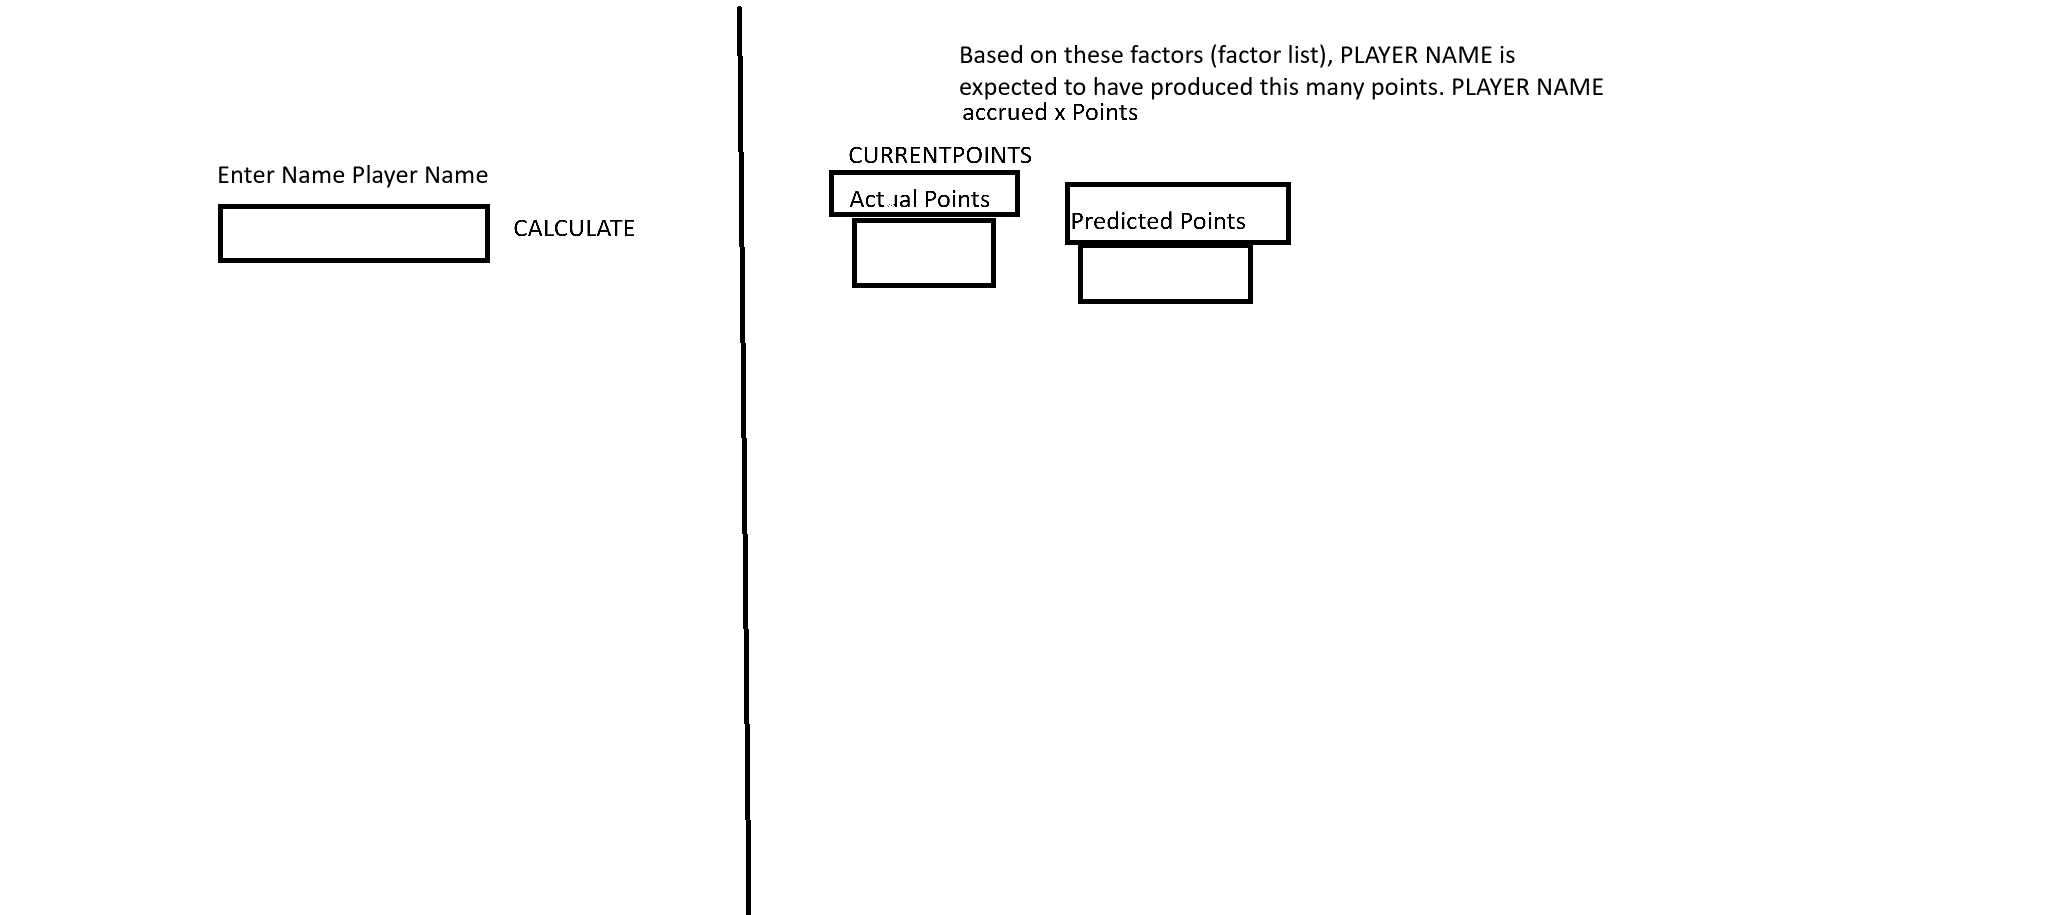 Based on these factors (factor list), PLAYER NAME is
expected to have produced this many points. PLAYER NAME
accrued x Points
CURRENTPOINTS
Enter Name Player Name
Actual Points
Predicted Points
CALCULATE